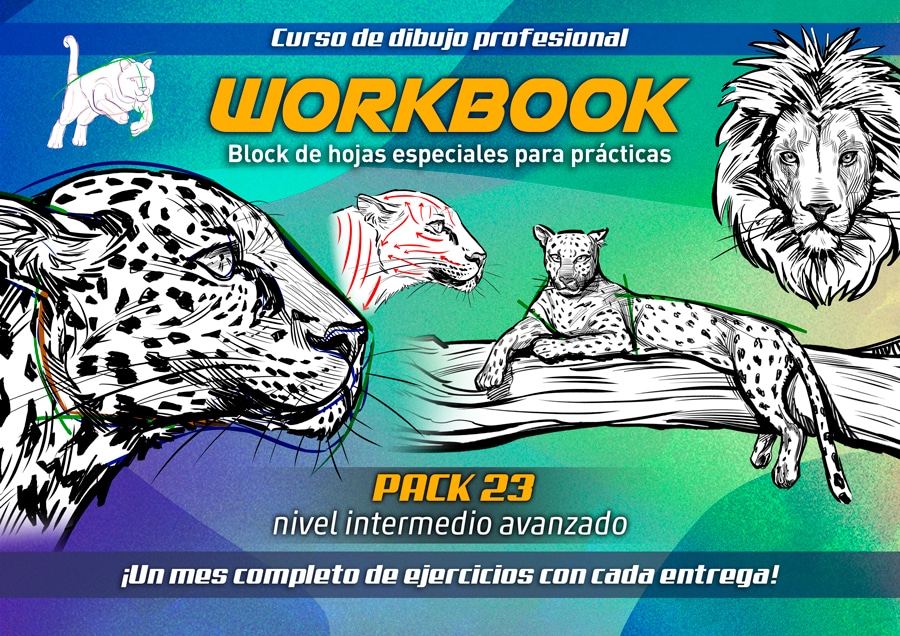 Curso de dibujo profesional
WORKBOOK
Block de hojas especiales para prácticas
PACK 23
nivel intermedio avanzado
¡Un mes completo de ejercicios con cada entrega!